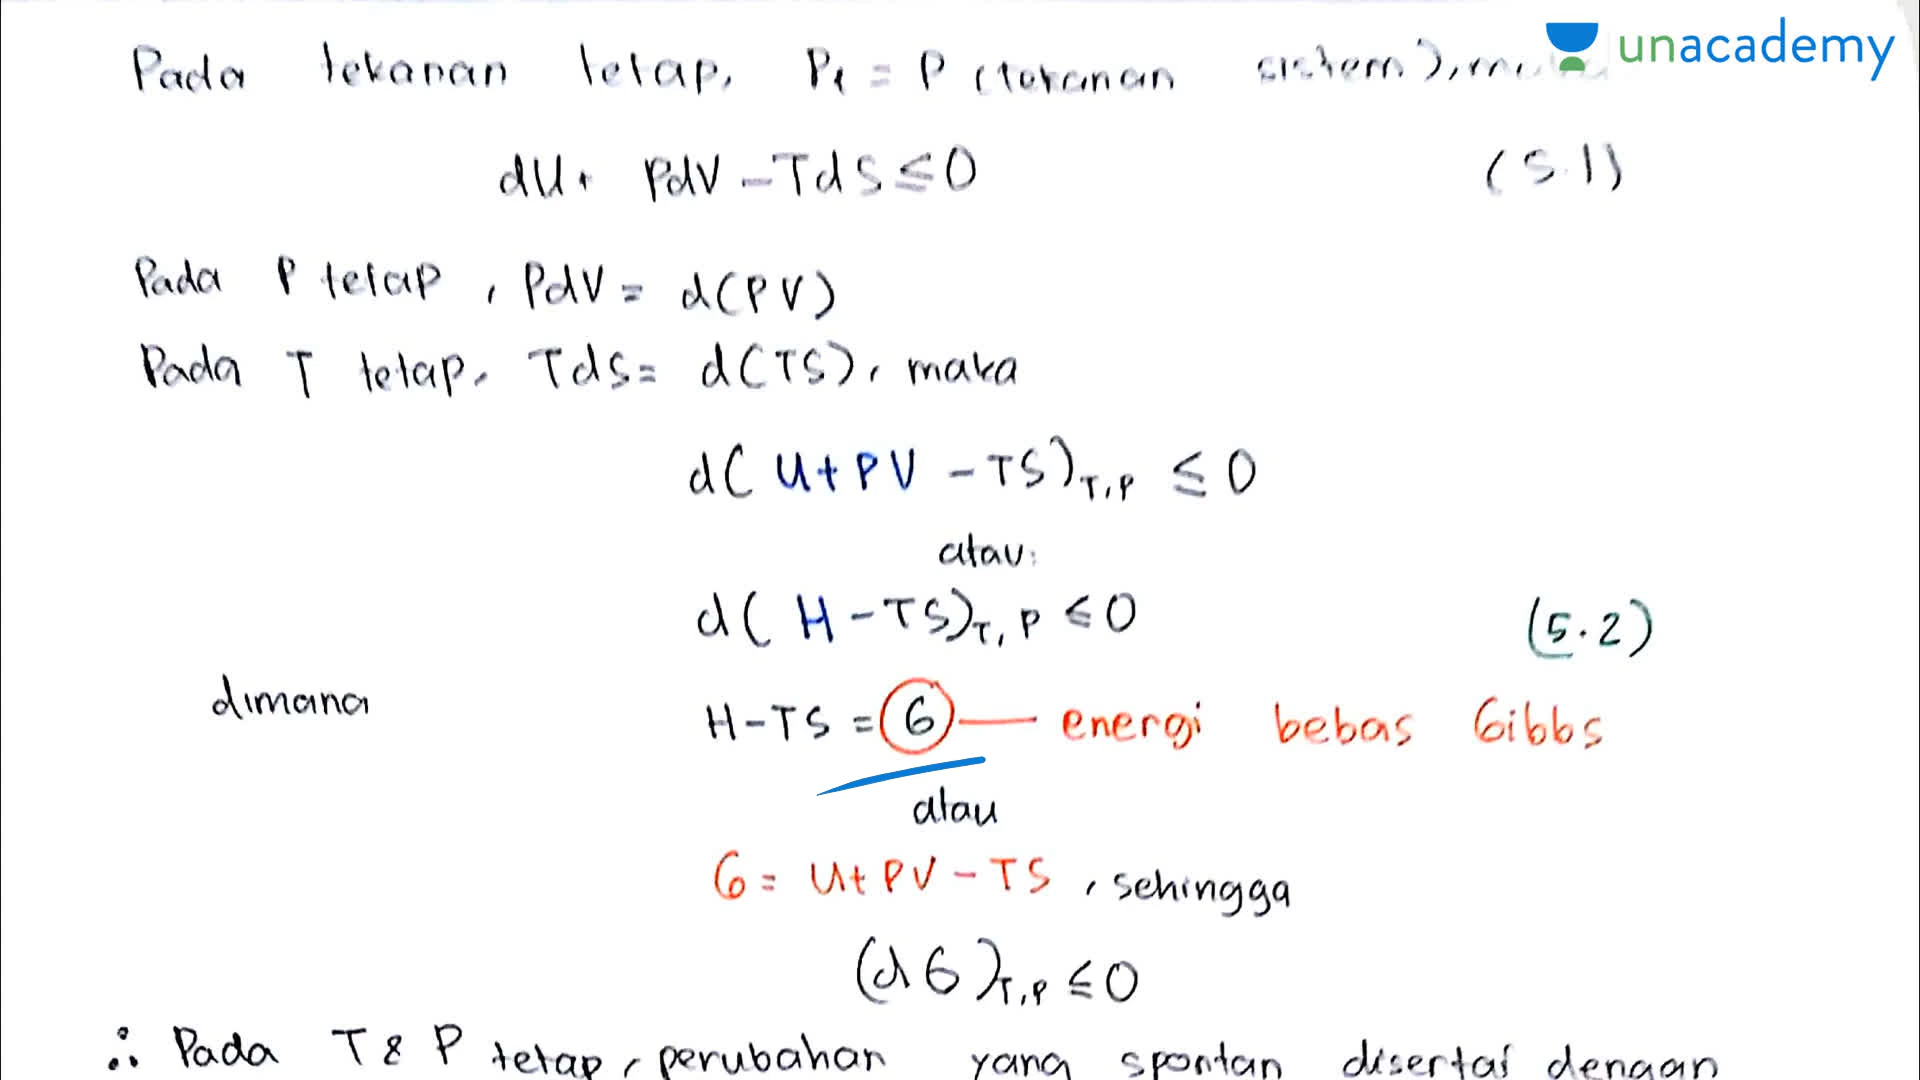 unacademy
Pada tekanan tetap, P₁ = P (tekanan sistem),
dU + PdV - TdS ≤ 0 (5.1)
Pada P tetap, PdV = d(PV)
Pada T tetap, TdS = d(TS), maka
d( U+PV - TS)T,P ≤ 0
atau:
d( H - TS)T,P ≤ 0 (5.2)
dimana H-TS = G — energi bebas Gibbs
atau
G = U+PV - TS, sehingga
(dG)T,P ≤ 0
∴ Pada T & P tetap, perubahan yang spontan disertai dengan